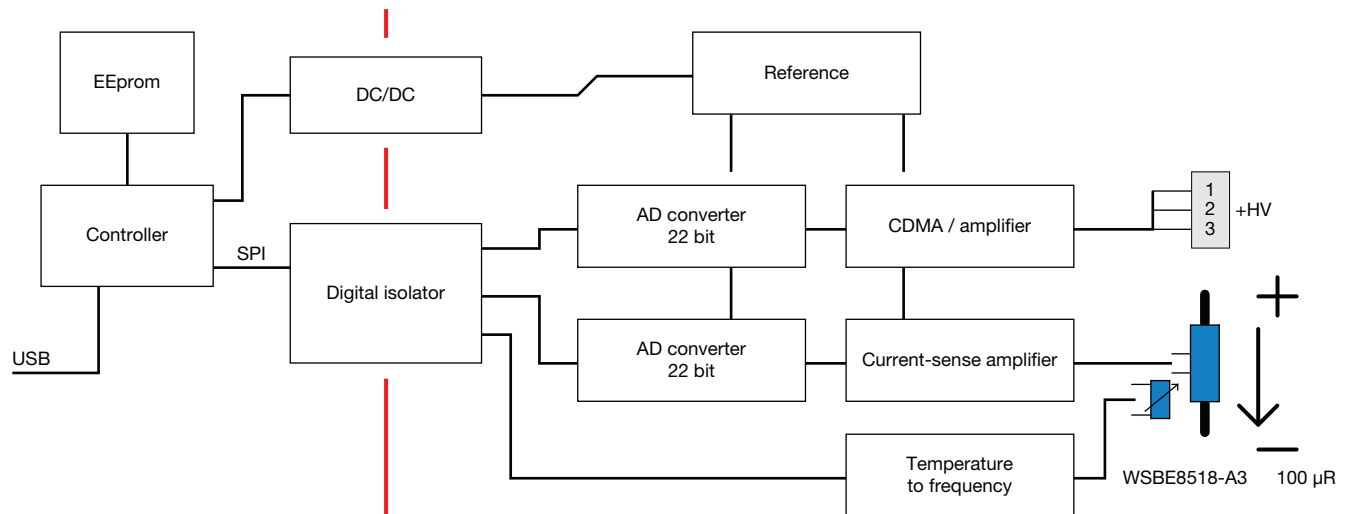 EEprom
DC/DC
Reference
Controller
SPI
USB
Digital isolator
AD converter
22 bit
CDMA / amplifier
1
2
3
+HV
AD converter
22 bit
Current-sense amplifier
Temperature
to frequency
WSBE8518-A3
100 μR